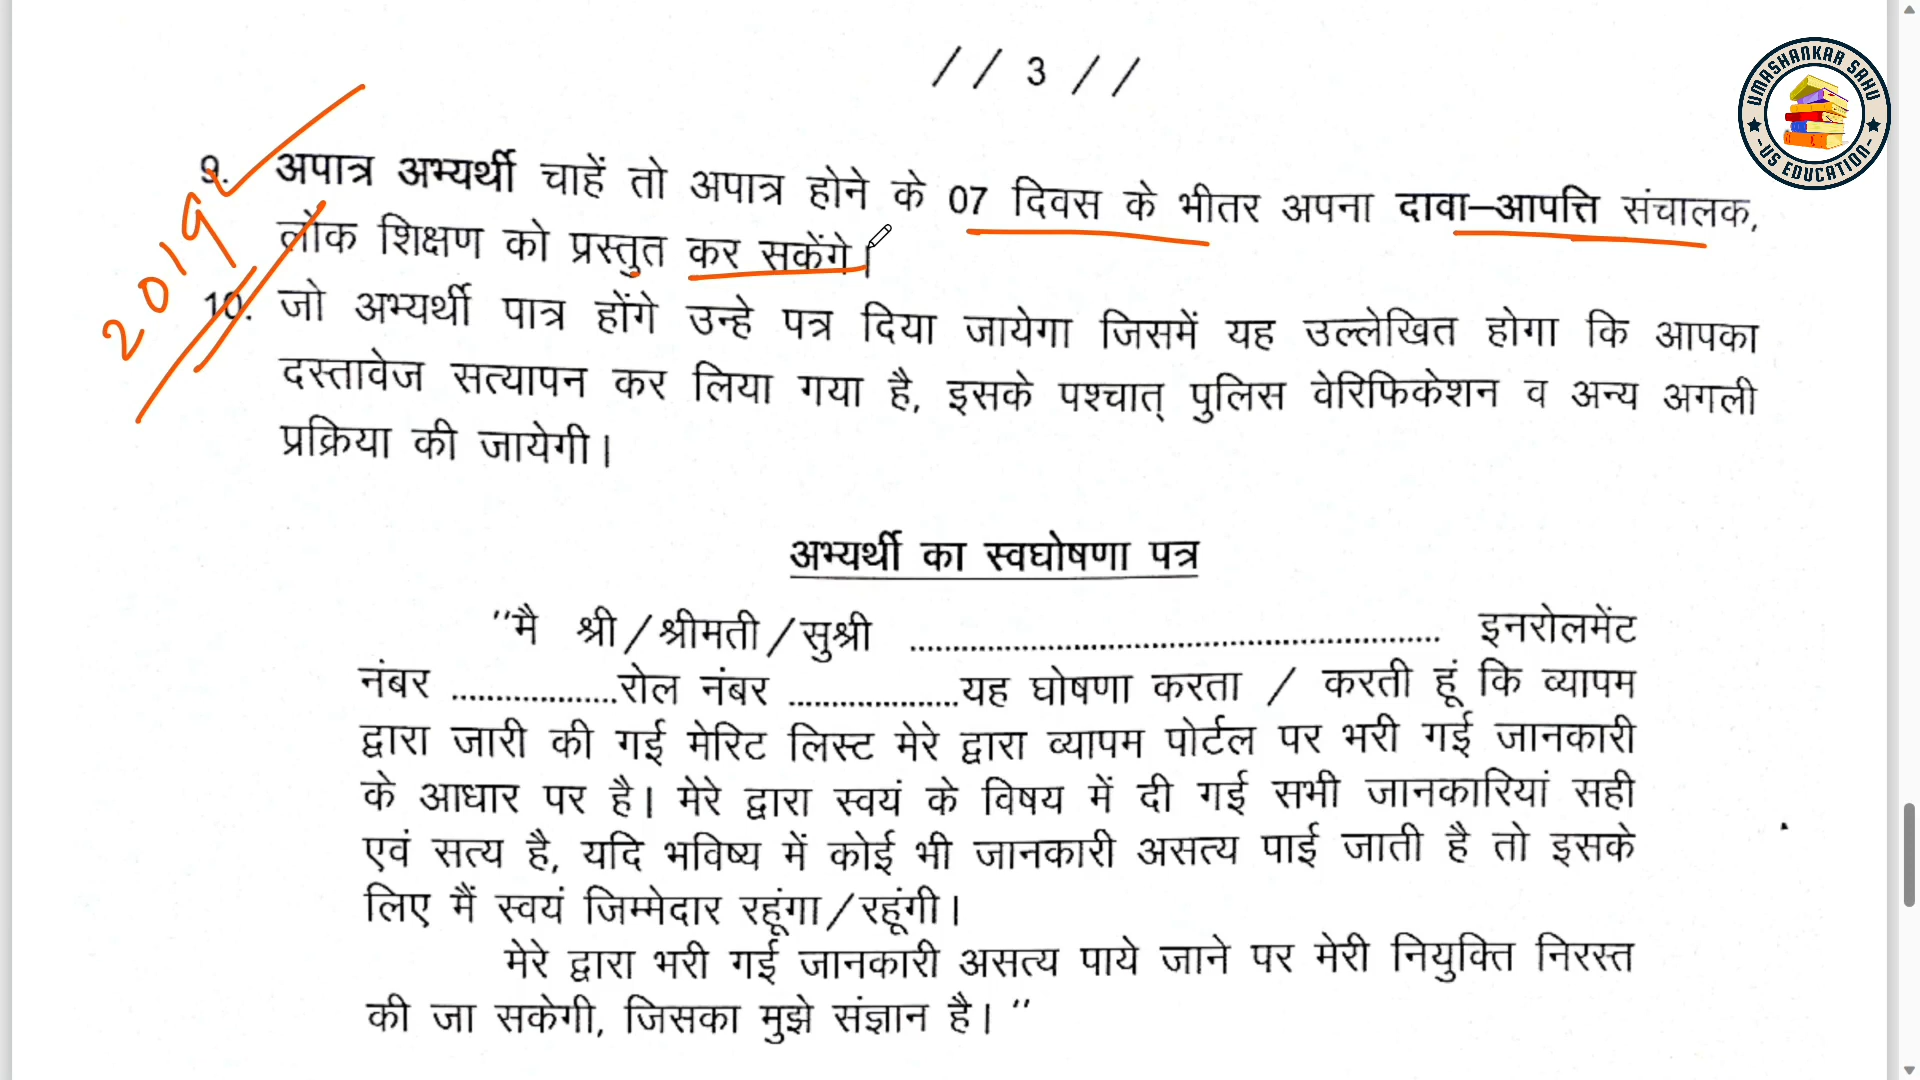 // 3 //
UMASHANKAR SAHU
-US EDUCATION-
9. अपात्र अभ्यर्थी चाहें तो अपात्र होने के 07 दिवस के भीतर अपना दावा–आपत्ति संचालक,
लोक शिक्षण को प्रस्तुत कर सकेंगे।
2019
10. जो अभ्यर्थी पात्र होंगे उन्हे पत्र दिया जायेगा जिसमें यह उल्लेखित होगा कि आपका
दस्तावेज सत्यापन कर लिया गया है, इसके पश्चात् पुलिस वेरिफिकेशन व अन्य अगली
प्रक्रिया की जायेगी।
अभ्यर्थी का स्वघोषणा पत्र
"मै श्री/श्रीमती/सुश्री .................................................... इनरोलमेंट
नंबर ..................रोल नंबर ..................यह घोषणा करता / करती हूं कि व्यापम
द्वारा जारी की गई मेरिट लिस्ट मेरे द्वारा व्यापम पोर्टल पर भरी गई जानकारी
के आधार पर है। मेरे द्वारा स्वयं के विषय में दी गई सभी जानकारियां सही
एवं सत्य है, यदि भविष्य में कोई भी जानकारी असत्य पाई जाती है तो इसके
लिए मैं स्वयं जिम्मेदार रहूंगा/रहूंगी।
मेरे द्वारा भरी गई जानकारी असत्य पाये जाने पर मेरी नियुक्ति निरस्त
की जा सकेगी, जिसका मुझे संज्ञान है। "